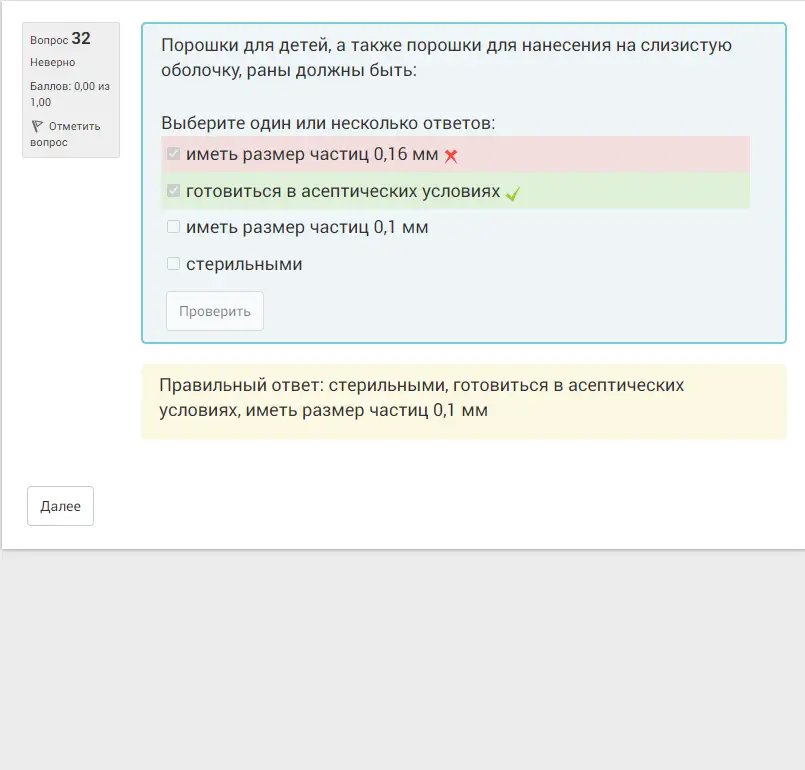 Вопрос 32
Неверно
Баллов: 0,00 из
1,00
Отметить
вопрос
Порошки для детей, а также порошки для нанесения на слизистую
оболочку, раны должны быть:
Выберите один или несколько ответов:
иметь размер частиц 0,16 мм
готовиться в асептических условиях
иметь размер частиц 0,1 мм
стерильными
Проверить
Правильный ответ: стерильными, готовиться в асептических
условиях, иметь размер частиц 0,1 мм
Далее